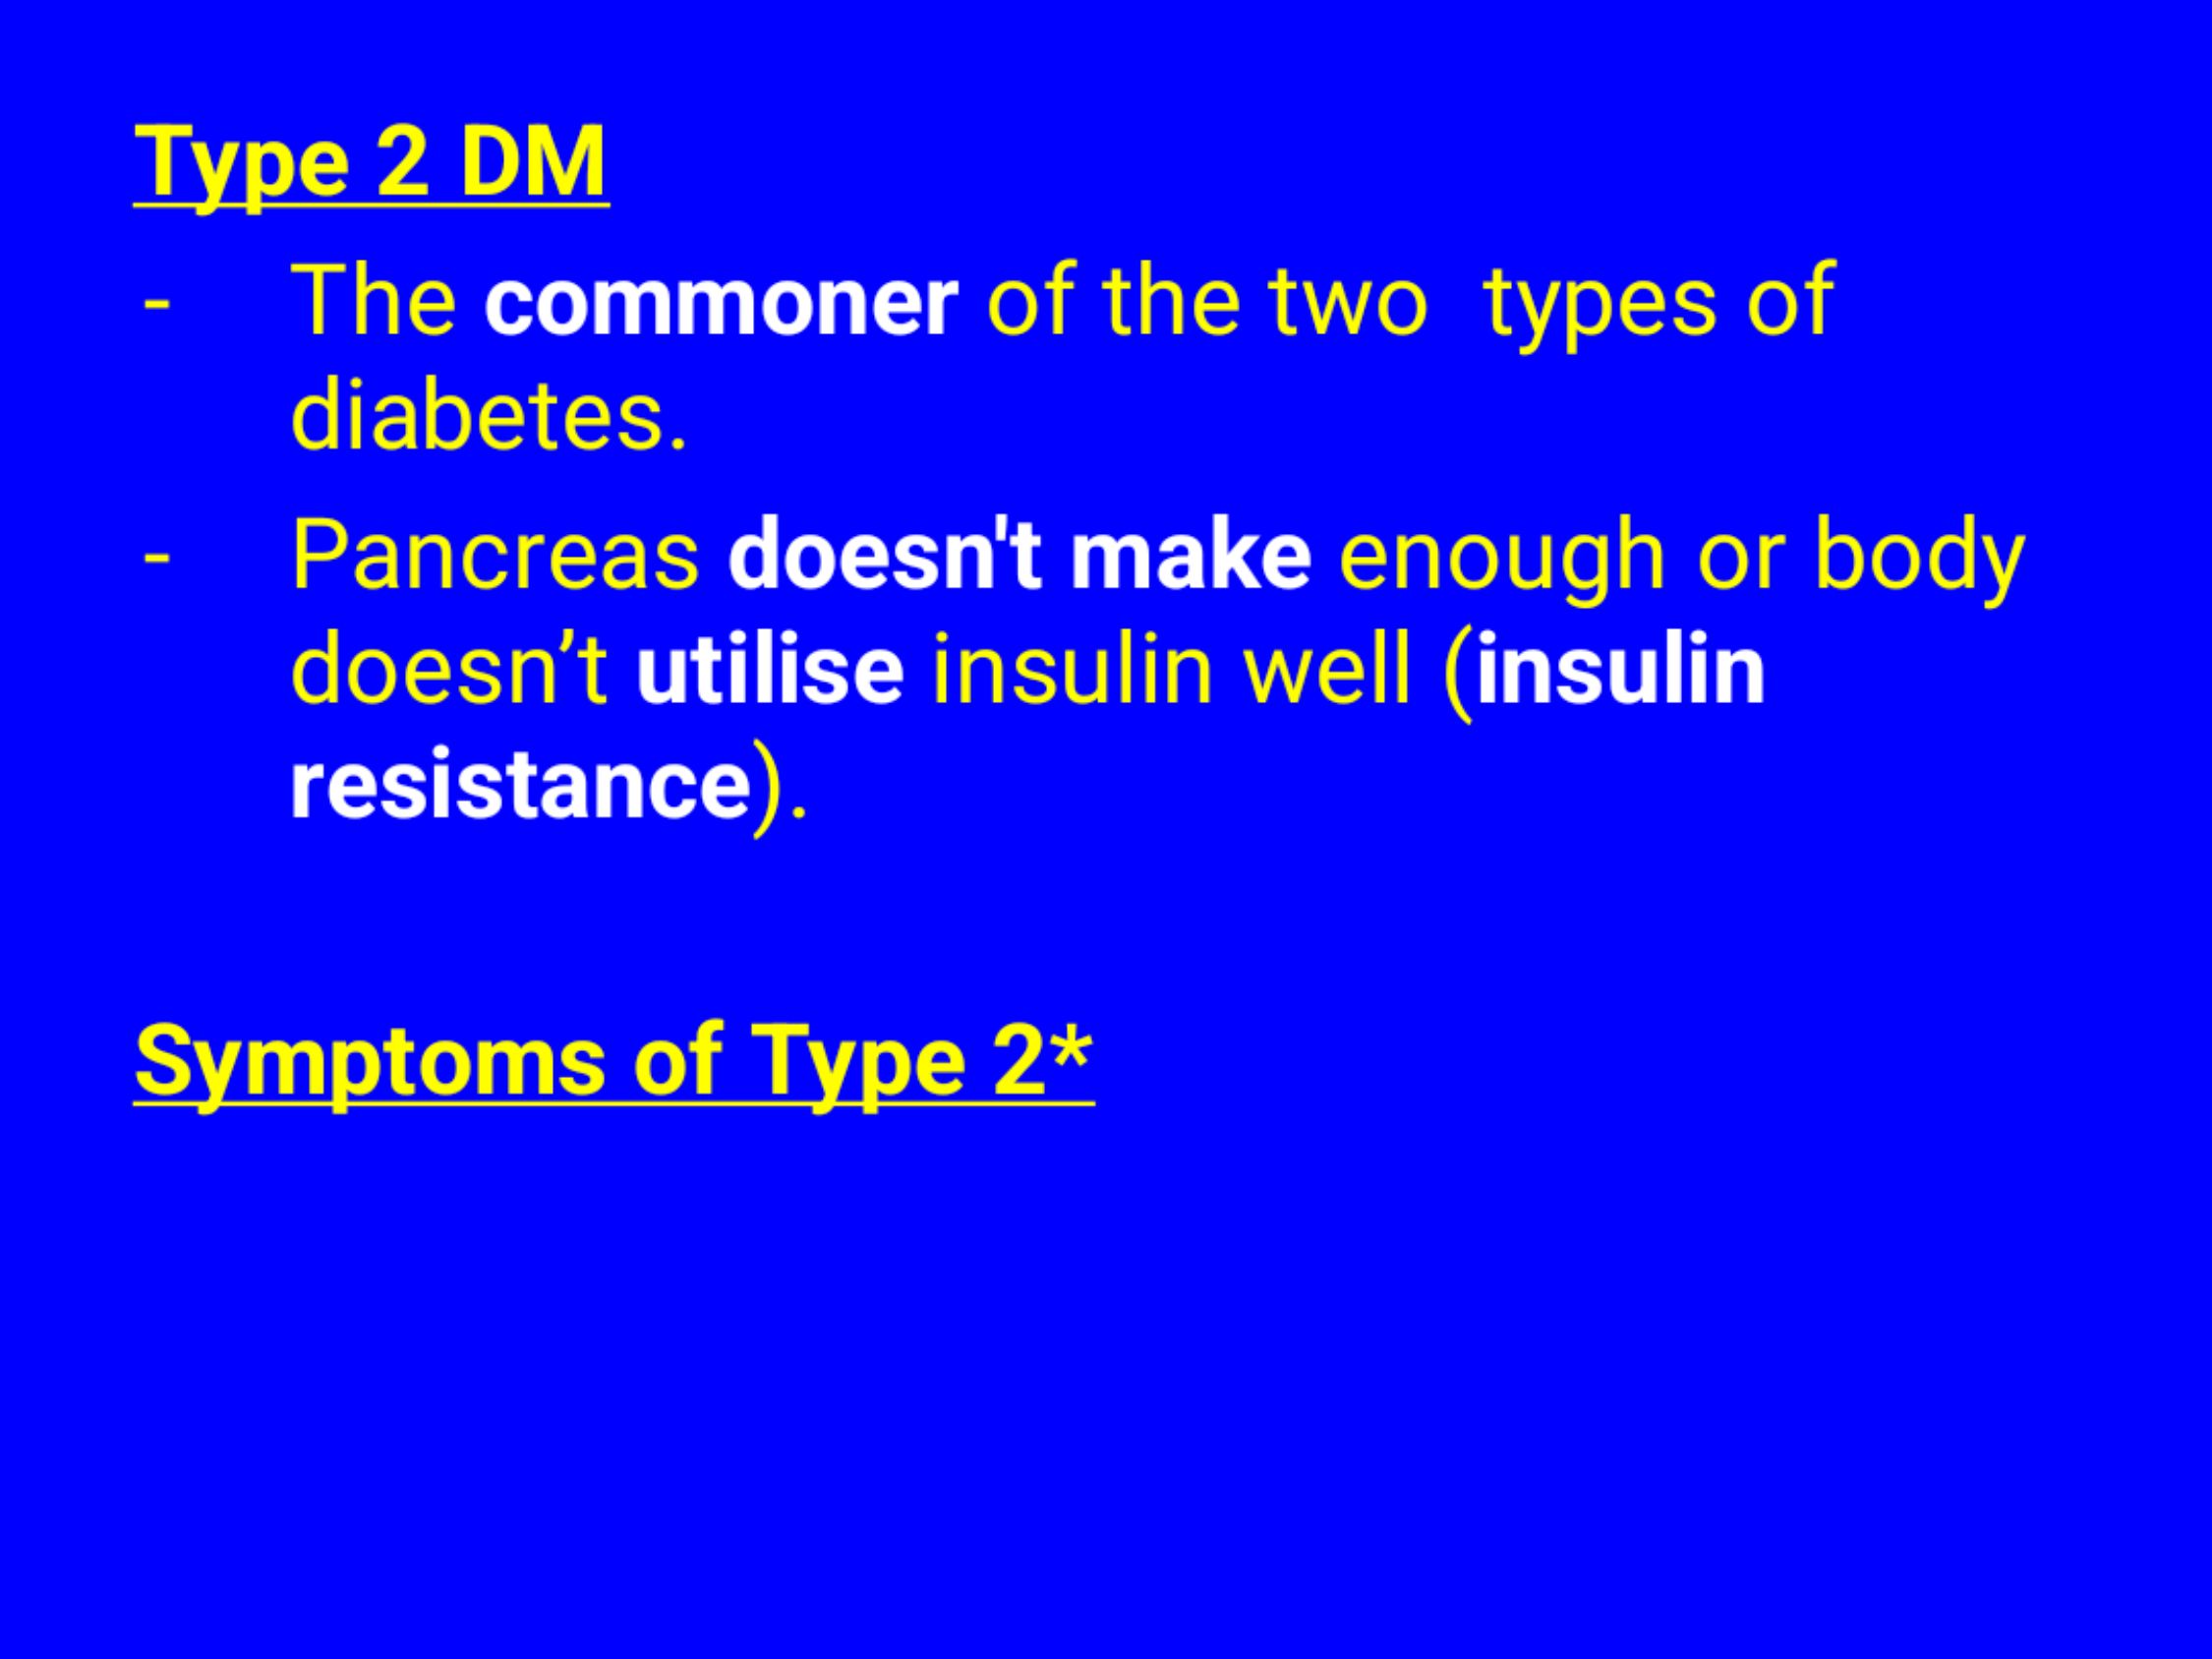 Type 2 DM
- The commoner of the two  types of
diabetes.
- Pancreas doesn't make enough or body
doesn’t utilise insulin well (insulin
resistance).
Symptoms of Type 2*